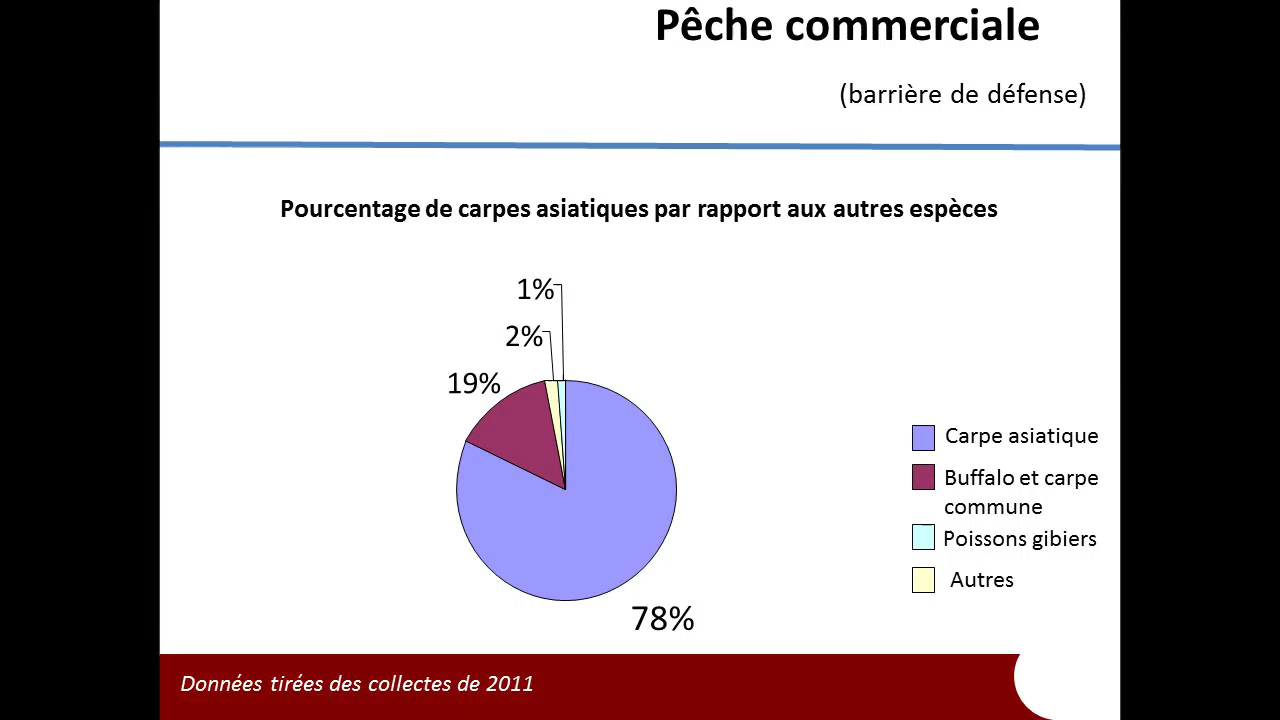 Pêche commerciale
(barrière de défense)
Pourcentage de carpes asiatiques par rapport aux autres espèces
1%
2%
19%
78%
Carpe asiatique
Buffalo et carpe
commune
Poissons gibiers
Autres
Données tirées des collectes de 2011